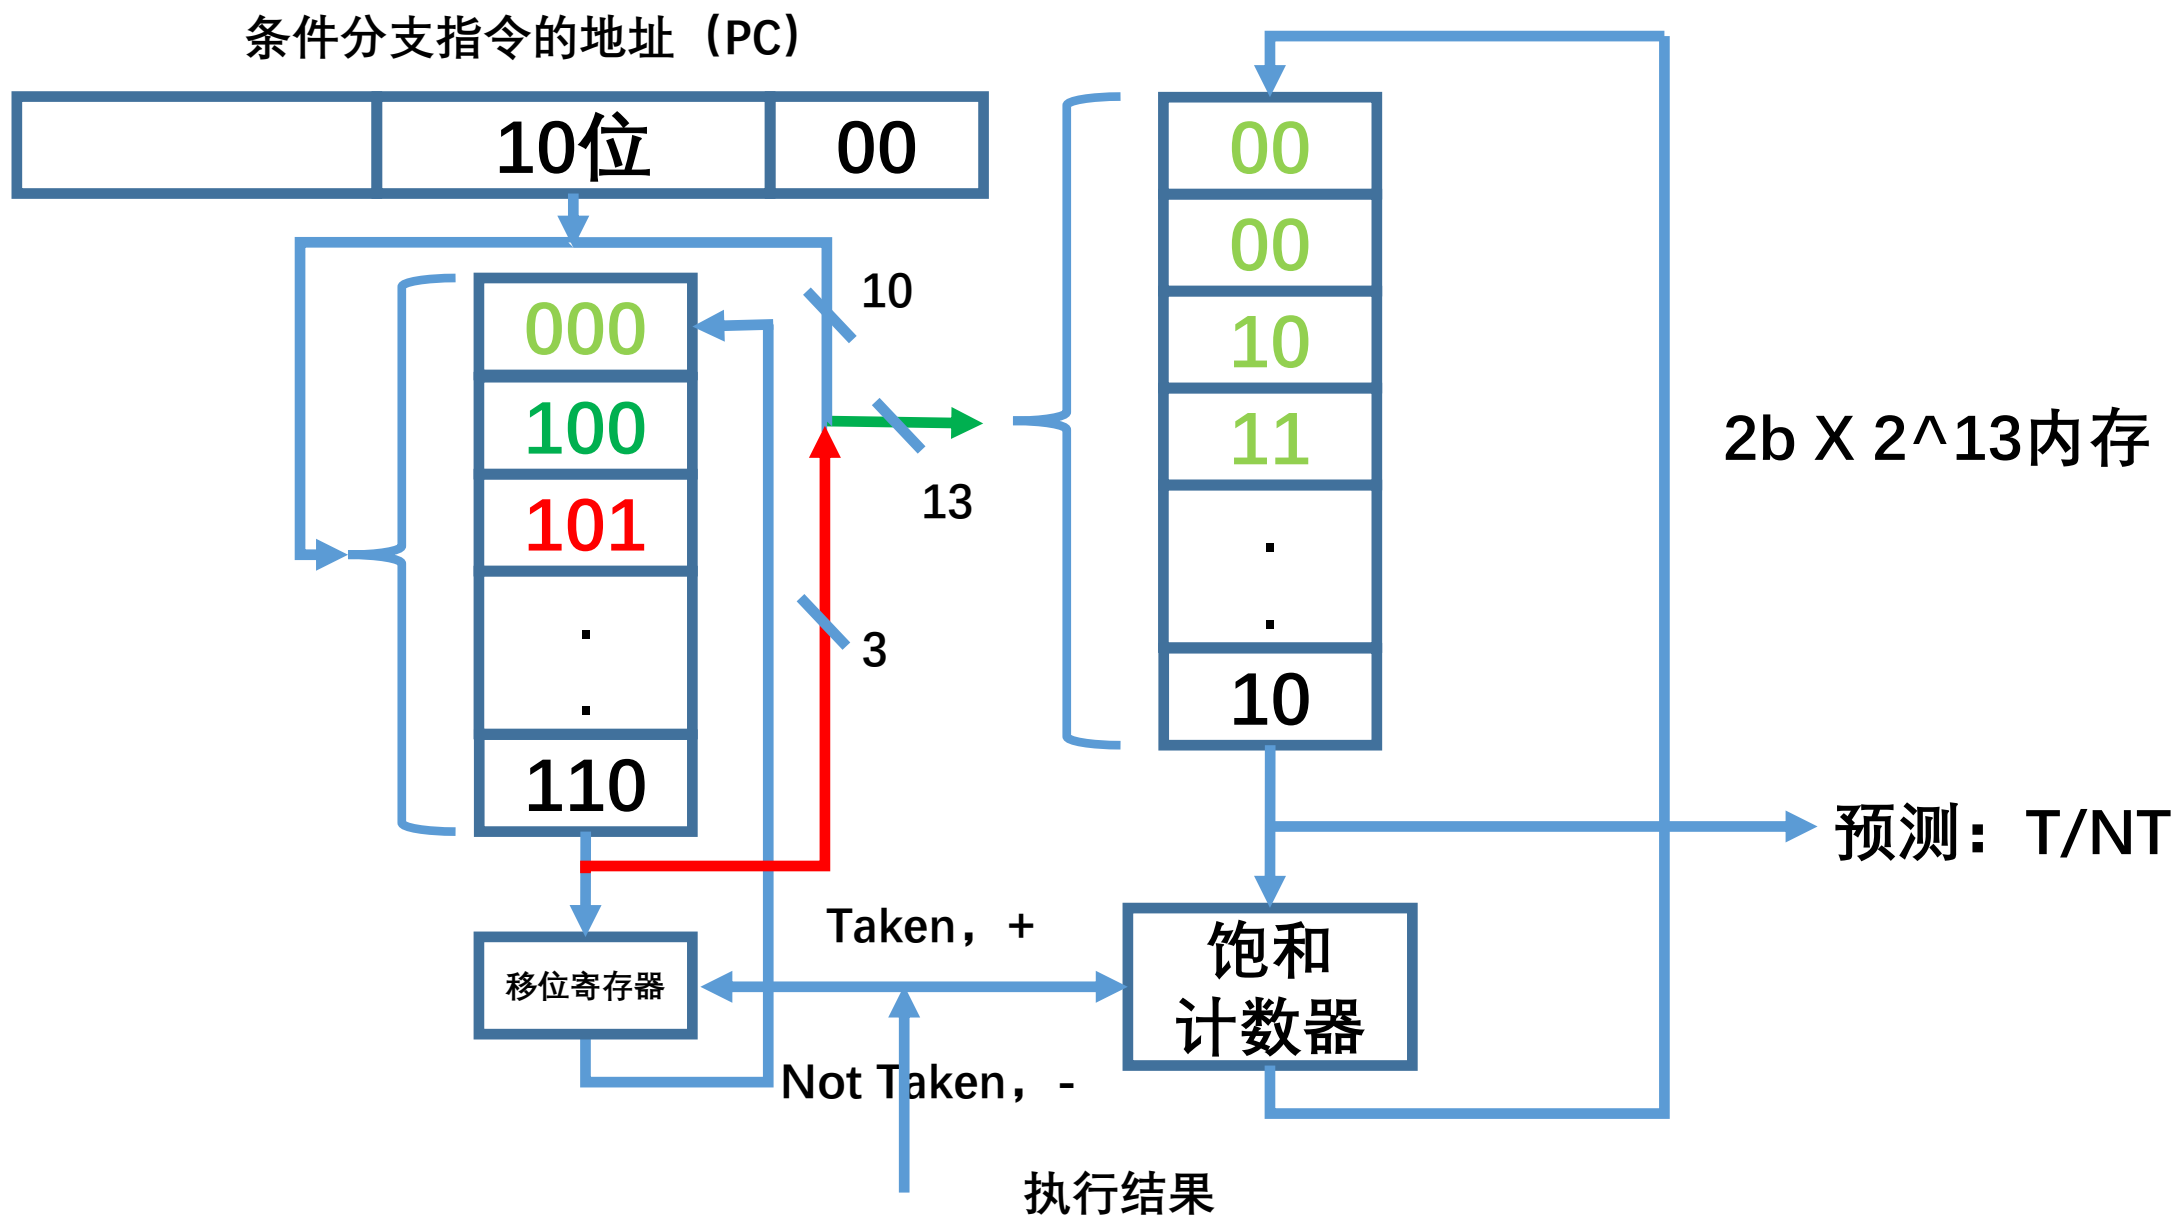 条件分支指令的地址（PC）
10位 00
000
100
101
.
.
110
移位寄存器
10
13
3
00
00
10
11
.
.
10
2b X 2^13内存
预测：T/NT
饱和
计数器
Taken，+
Not Taken，-
执行结果